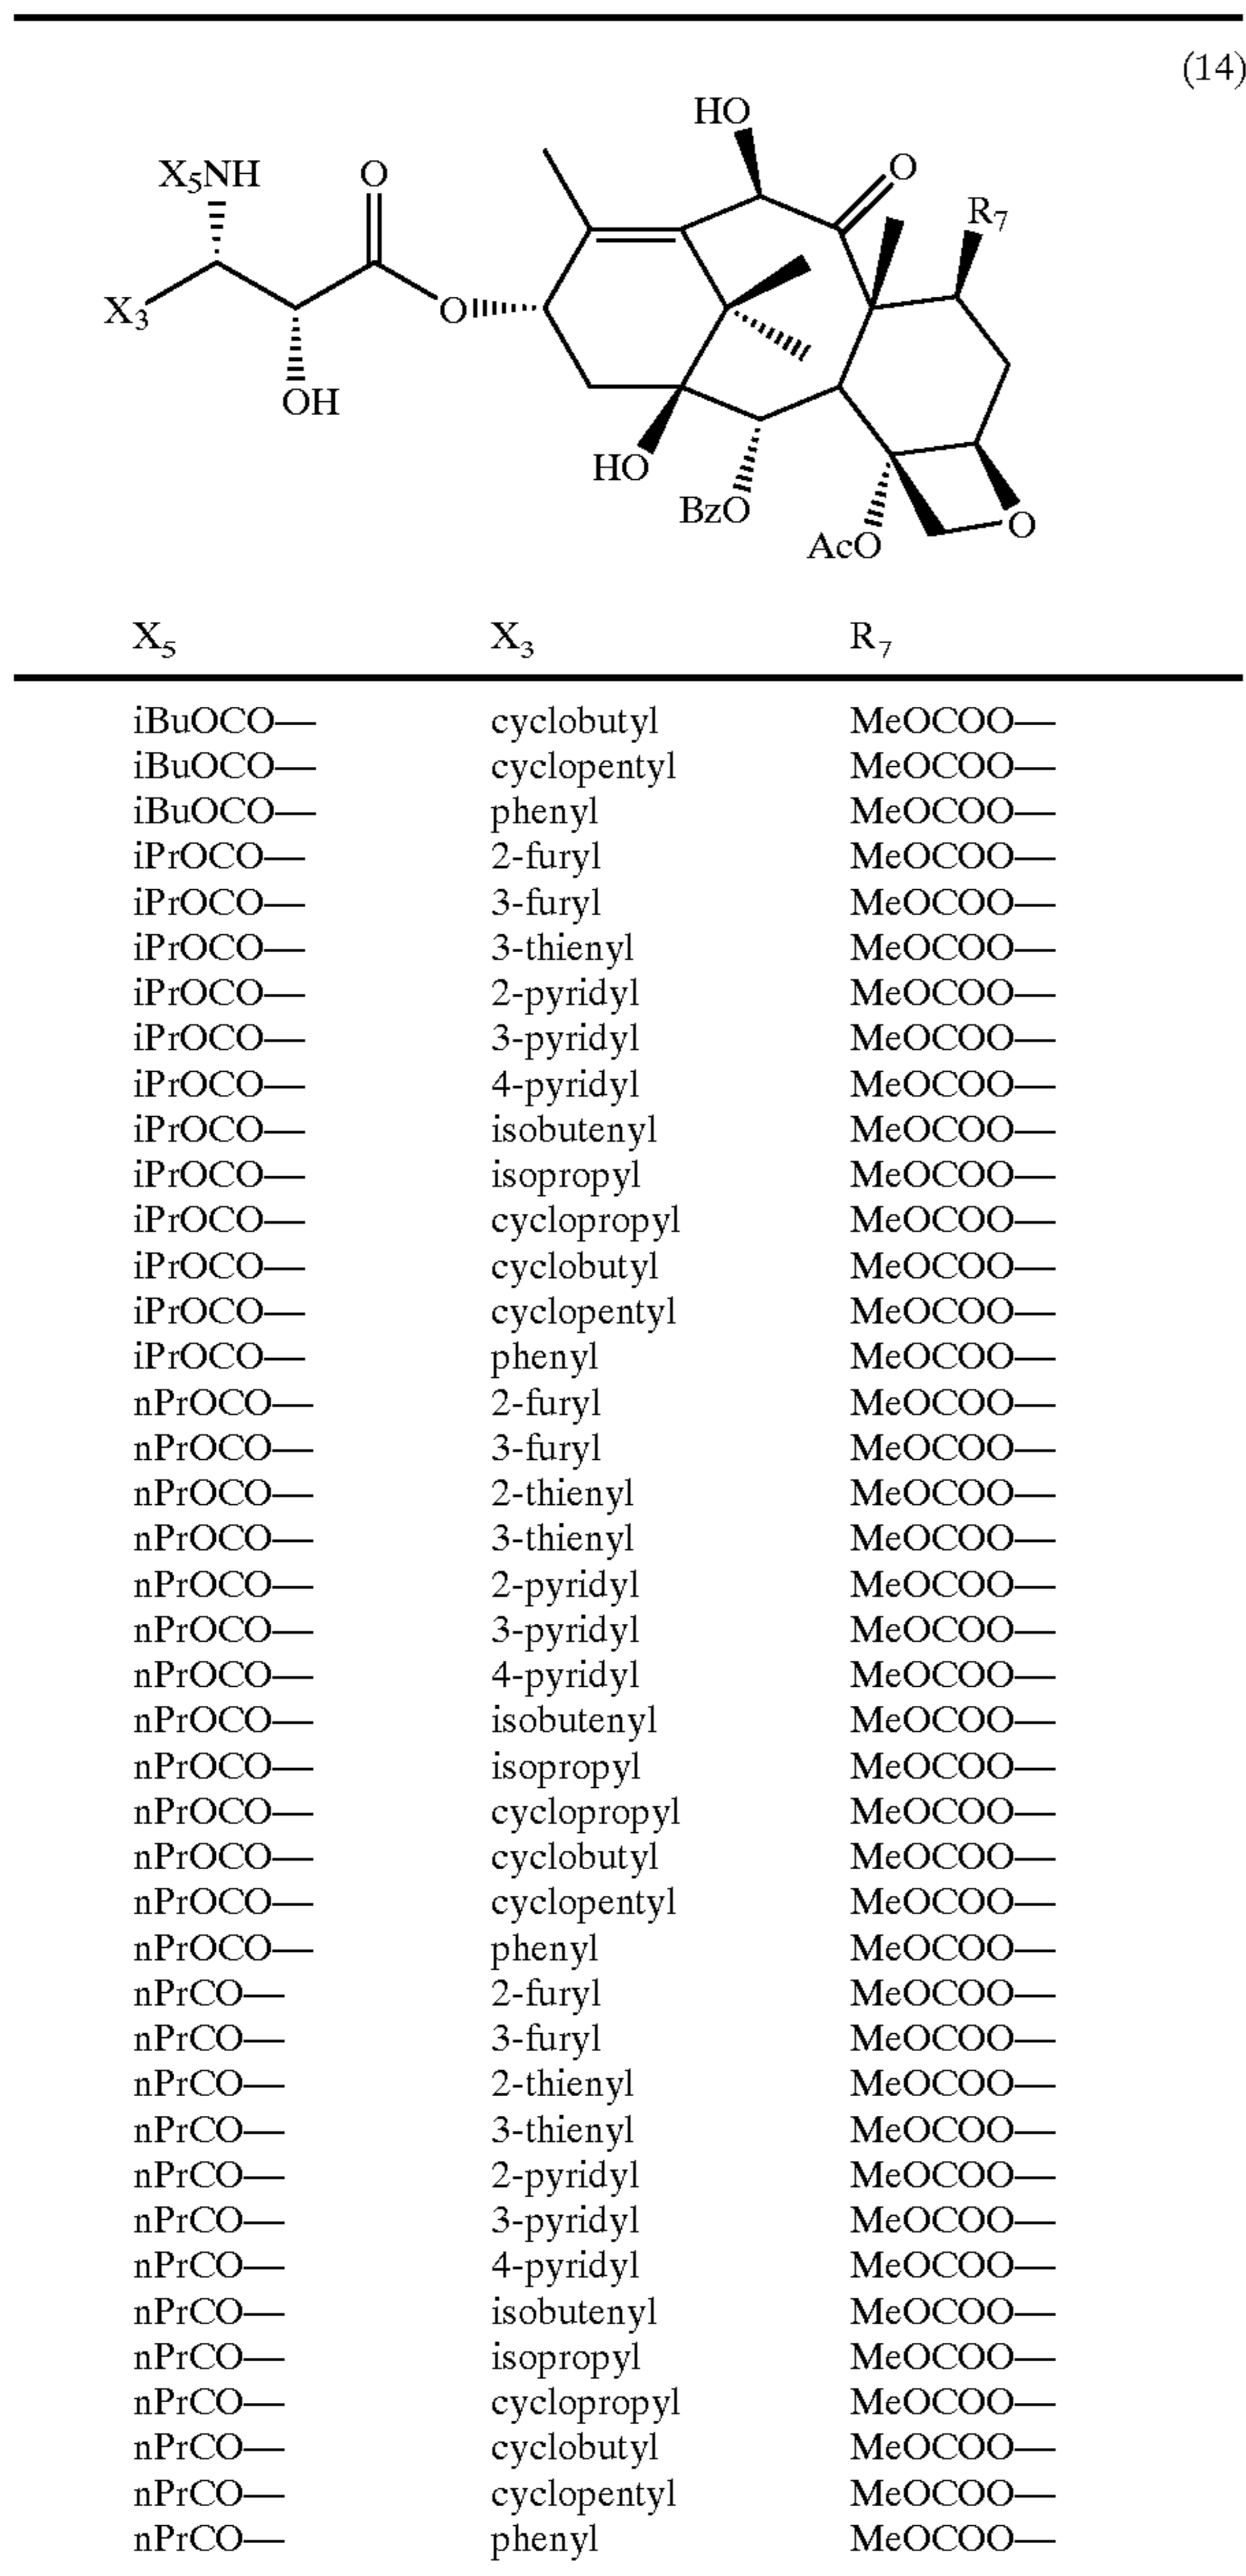 (14)
HO
O
X₅NH
O
R₇
X₃
O
OH
HO
BzO
AcO
O
X₅ X₃ R₇
iBuOCO— cyclobutyl MeOCOO—
iBuOCO— cyclopentyl MeOCOO—
iBuOCO— phenyl MeOCOO—
iPrOCO— 2-furyl MeOCOO—
iPrOCO— 3-furyl MeOCOO—
iPrOCO— 3-thienyl MeOCOO—
iPrOCO— 2-pyridyl MeOCOO—
iPrOCO— 3-pyridyl MeOCOO—
iPrOCO— 4-pyridyl MeOCOO—
iPrOCO— isobutenyl MeOCOO—
iPrOCO— isopropyl MeOCOO—
iPrOCO— cyclopropyl MeOCOO—
iPrOCO— cyclobutyl MeOCOO—
iPrOCO— cyclopentyl MeOCOO—
iPrOCO— phenyl MeOCOO—
nPrOCO— 2-furyl MeOCOO—
nPrOCO— 3-furyl MeOCOO—
nPrOCO— 2-thienyl MeOCOO—
nPrOCO— 3-thienyl MeOCOO—
nPrOCO— 2-pyridyl MeOCOO—
nPrOCO— 3-pyridyl MeOCOO—
nPrOCO— 4-pyridyl MeOCOO—
nPrOCO— isobutenyl MeOCOO—
nPrOCO— isopropyl MeOCOO—
nPrOCO— cyclopropyl MeOCOO—
nPrOCO— cyclobutyl MeOCOO—
nPrOCO— cyclopentyl MeOCOO—
nPrOCO— phenyl MeOCOO—
nPrCO— 2-furyl MeOCOO—
nPrCO— 3-furyl MeOCOO—
nPrCO— 2-thienyl MeOCOO—
nPrCO— 3-thienyl MeOCOO—
nPrCO— 2-pyridyl MeOCOO—
nPrCO— 3-pyridyl MeOCOO—
nPrCO— 4-pyridyl MeOCOO—
nPrCO— isobutenyl MeOCOO—
nPrCO— isopropyl MeOCOO—
nPrCO— cyclopropyl MeOCOO—
nPrCO— cyclobutyl MeOCOO—
nPrCO— cyclopentyl MeOCOO—
nPrCO— phenyl MeOCOO—